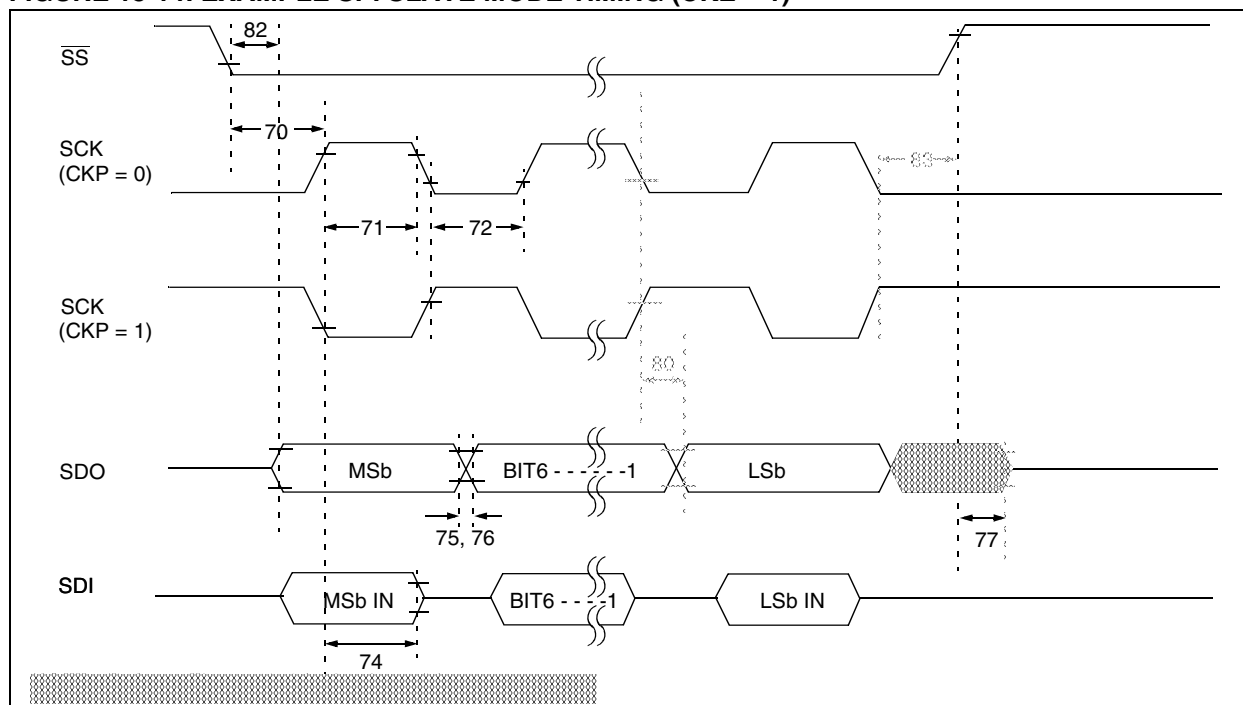 82
SS
70
SCK
(CKP = 0)
83
71
72
SCK
(CKP = 1)
80
SDO
MSb
BIT6 - - - - - -1
LSb
75, 76
77
SDI
MSb IN
BIT6 - - - -1
LSb IN
74